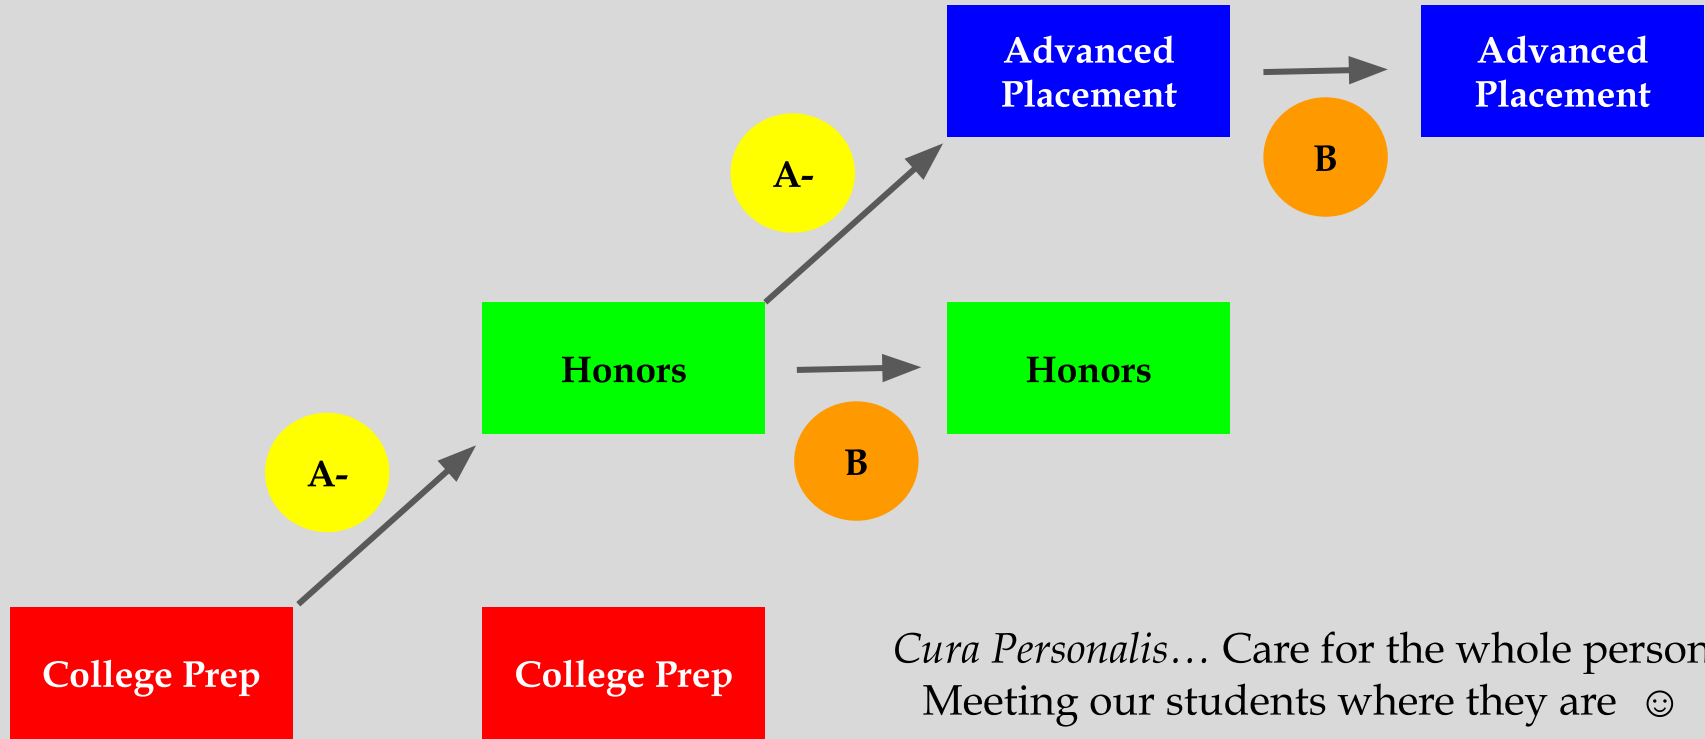 Advanced
Placement
Advanced
Placement
A-
B
Honors
Honors
A-
B
College Prep
College Prep
Cura Personalis… Care for the whole person
Meeting our students where they are ☺